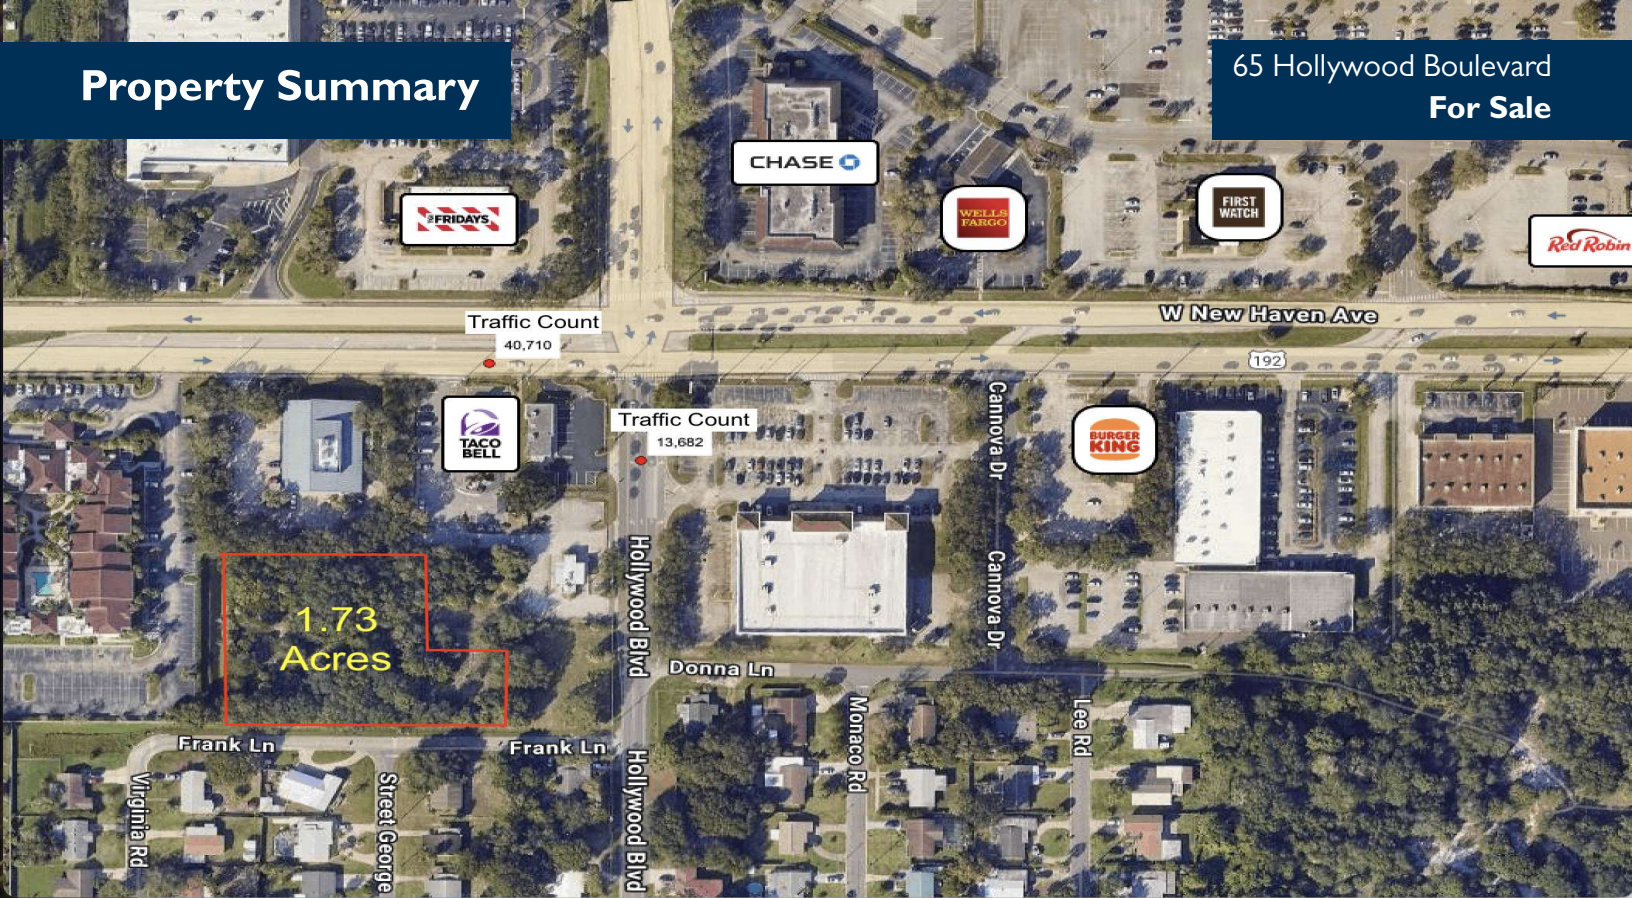 Property Summary
65 Hollywood Boulevard
For Sale
CHASE
FRIDAYS
WELLS
FARGO
FIRST
WATCH
Red Robin
W New Haven Ave
Traffic Count
40,710
192
TACO
BELL
Traffic Count
13,682
Cannova Dr
BURGER
KING
Hollywood Blvd
Cannova Dr
1.73
Acres
Donna Ln
Frank Ln
Frank Ln
Monaco Rd
Lee Rd
Virginia Rd
Street George
Hollywood Blvd